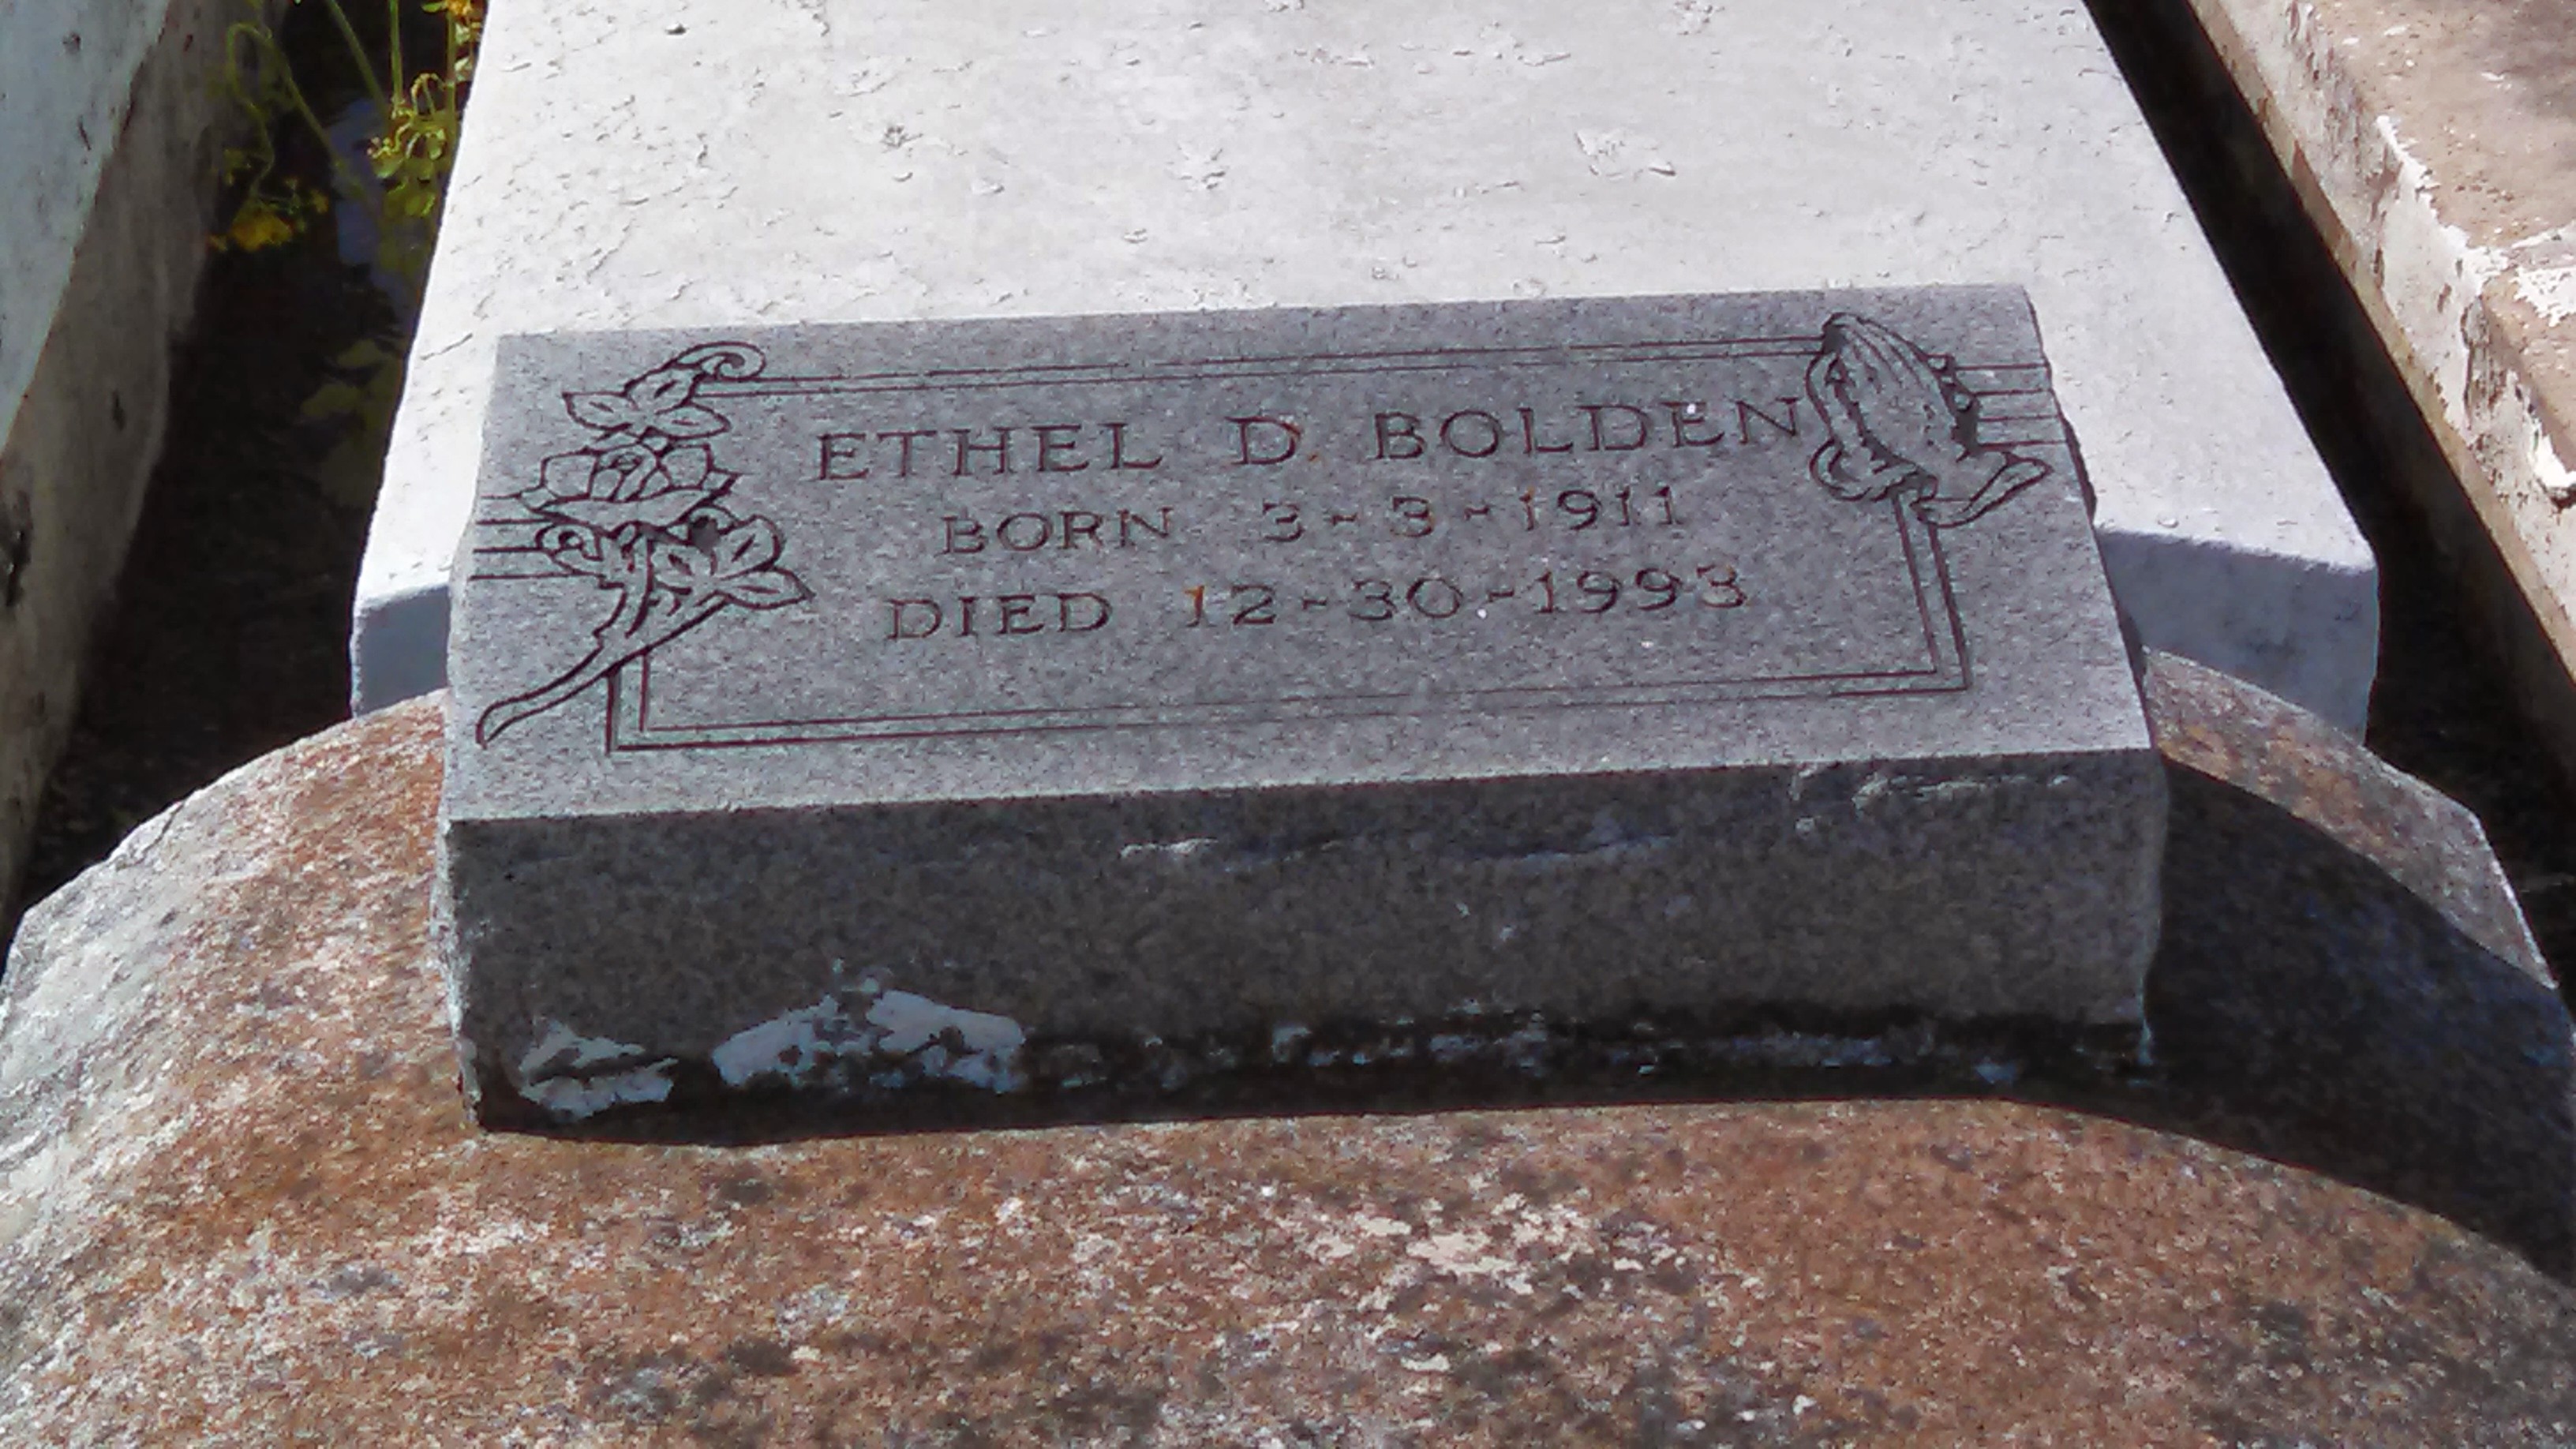 ETHEL D. BOLDEN
BORN 3-3-1911
DIED 12-30-1993